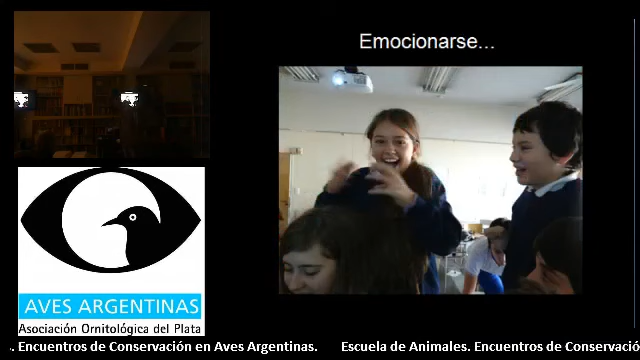 Emocionarse...
AVES ARGENTINAS
Asociación Ornitológica del Plata
s. Encuentros de Conservación en Aves Argentinas. Escuela de Animales. Encuentros de Conservació